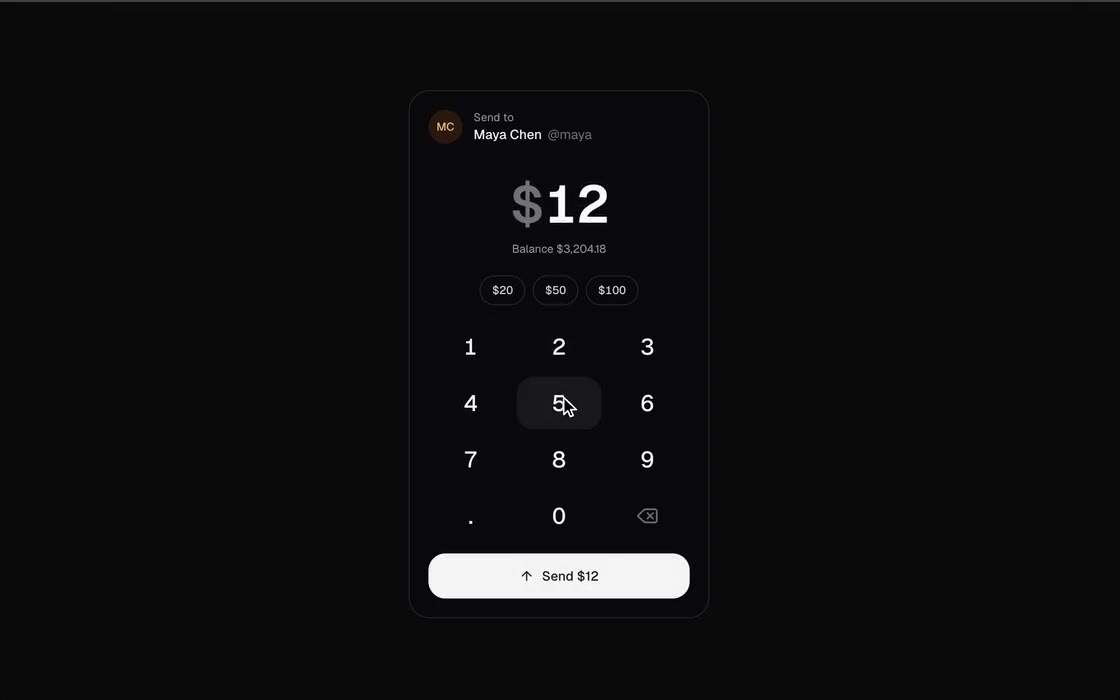 MC
Send to
Maya Chen @maya
$12
Balance $3,204.18
$20 $50 $100
1 2 3
4 5 6
7 8 9
. 0
Send $12